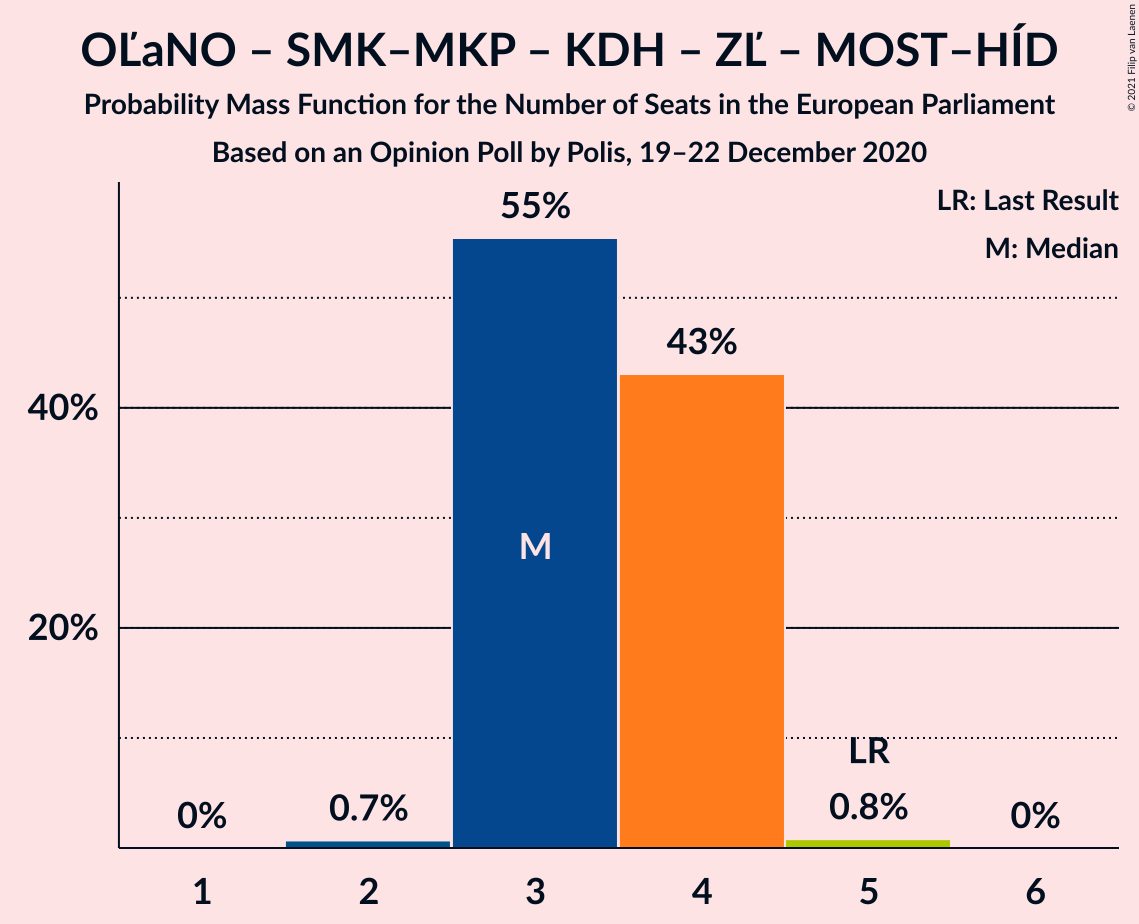 OĽaNO – SMK–MKP – KDH – ZĽ – MOST–HÍD
Probability Mass Function for the Number of Seats in the European Parliament
Based on an Opinion Poll by Polis, 19–22 December 2020
© 2021 Filip van Laenen
LR: Last Result
M: Median
55%
43%
40%
M
20%
LR
0%
0.7%
0.8%
0%
1 2 3 4 5 6